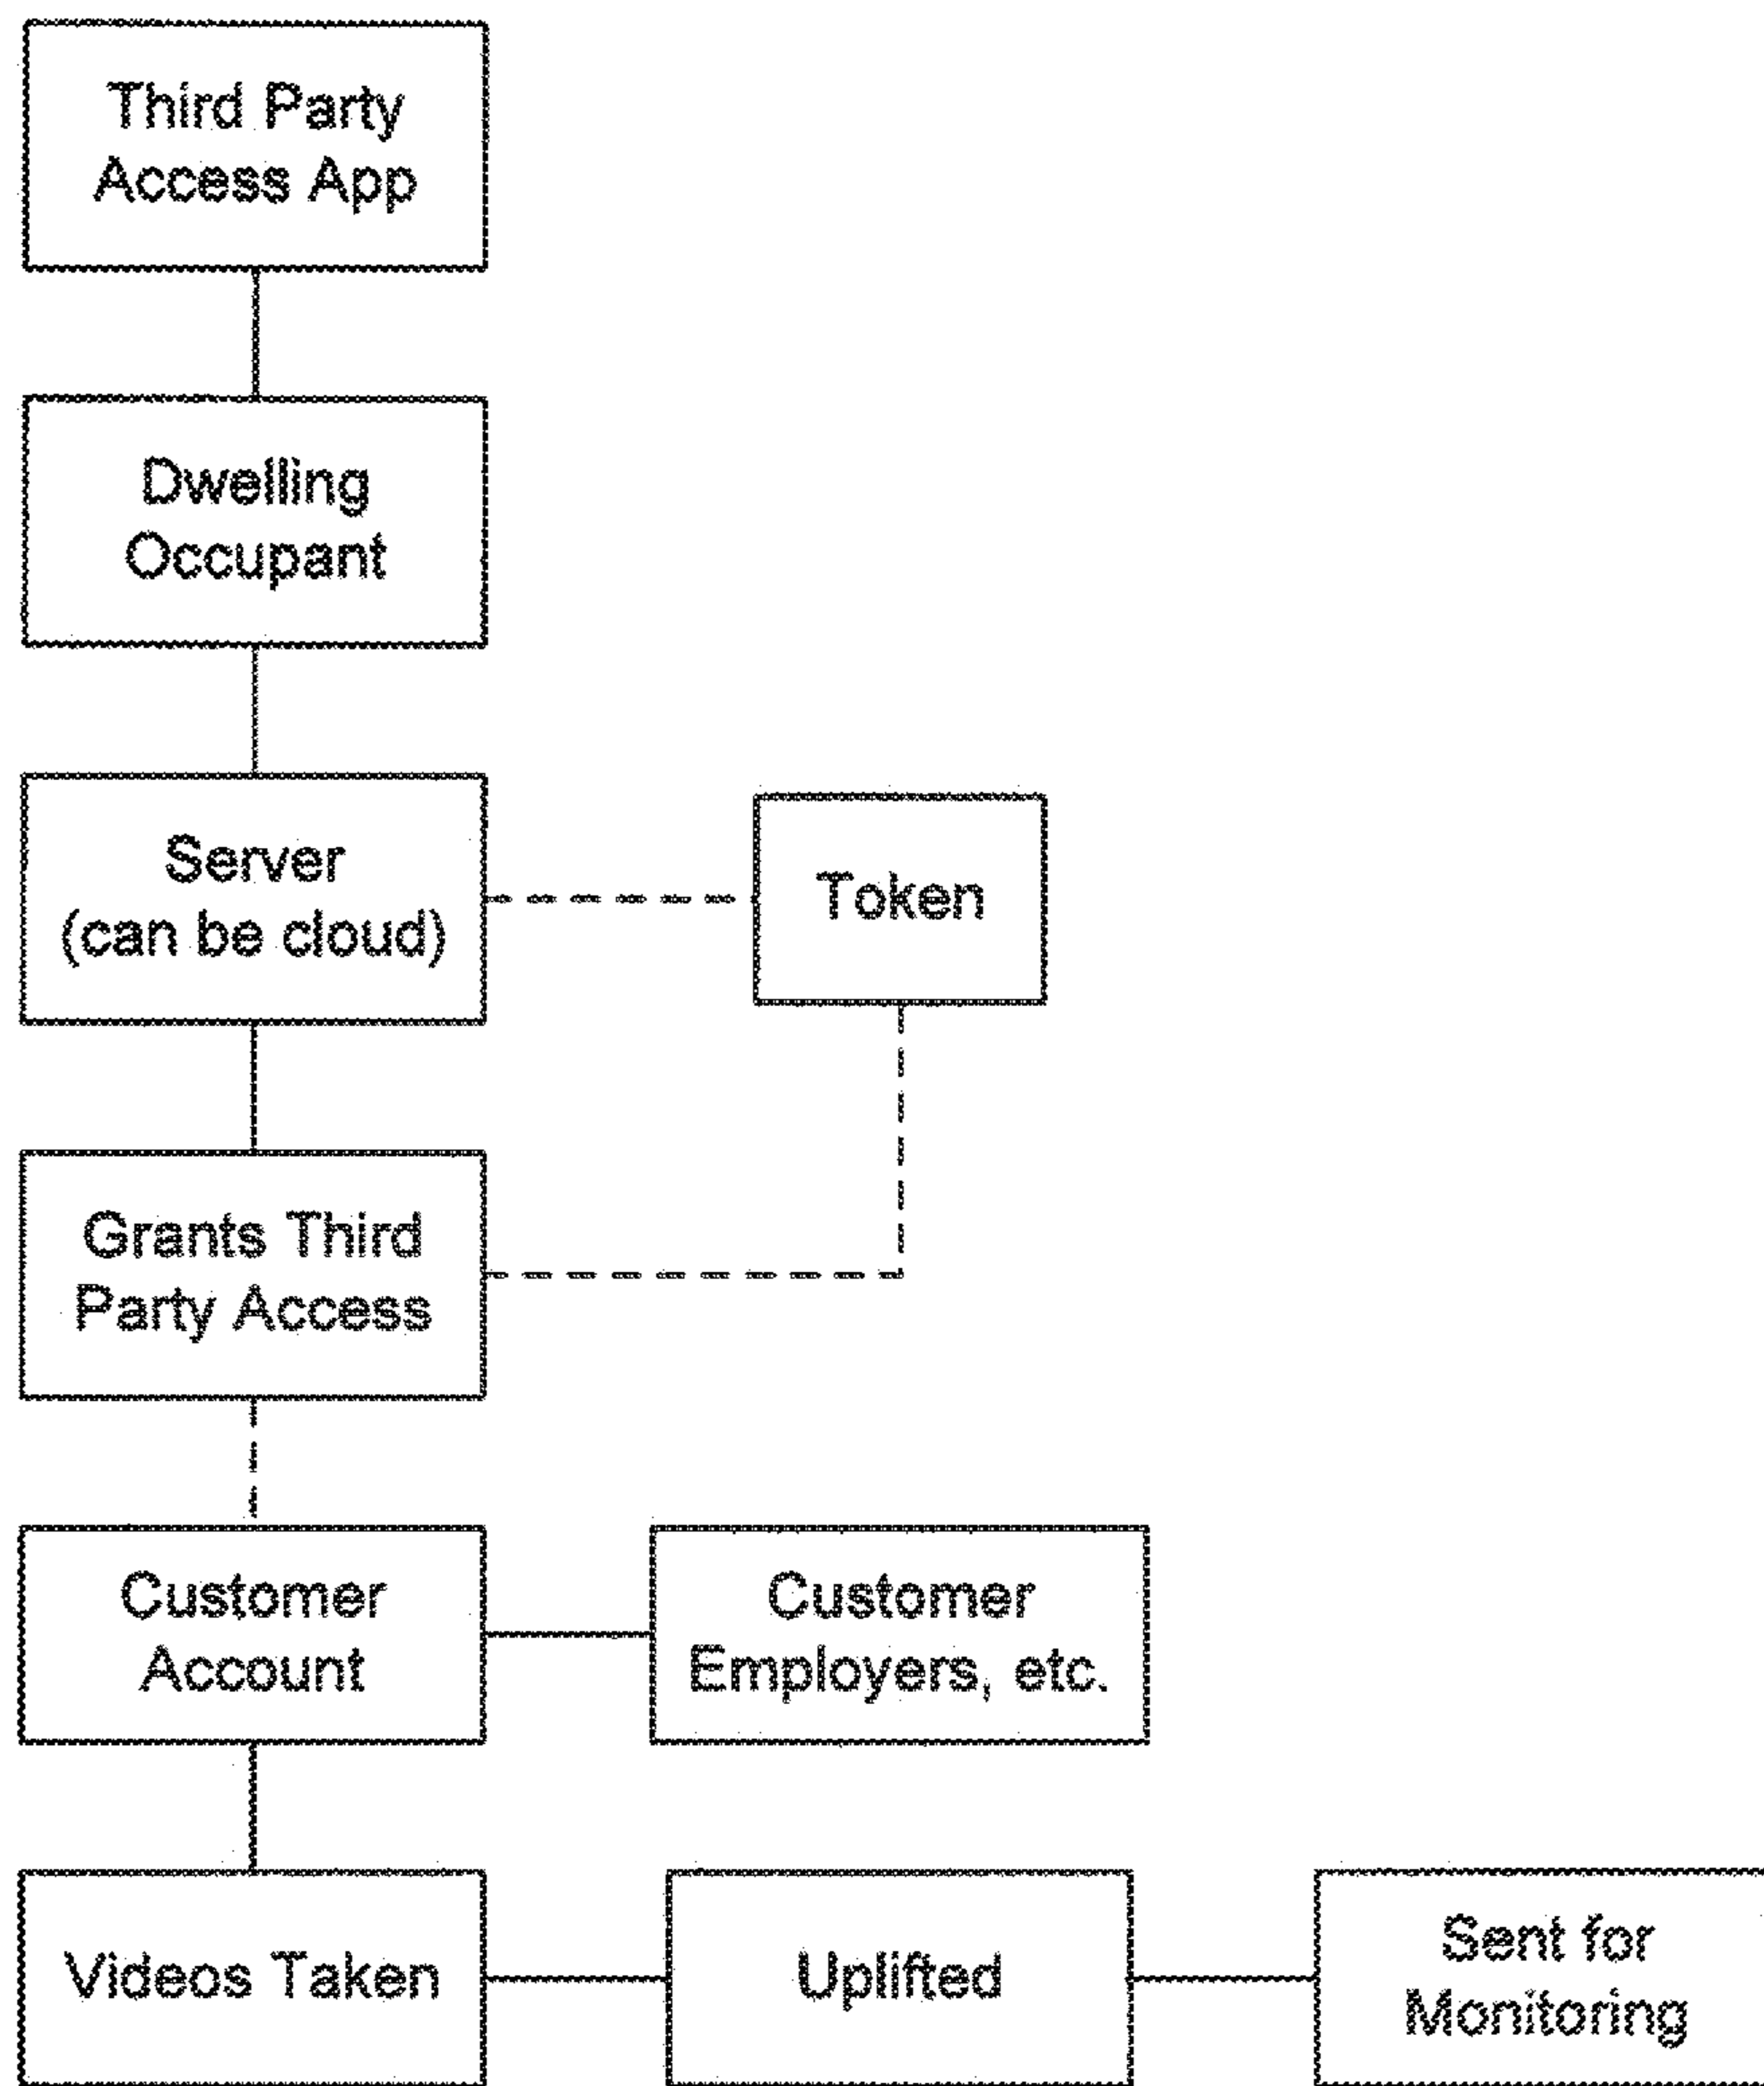 Third Party
Access App
Dwelling
Occupant
Server
(can be cloud)
Token
Grants Third
Party Access
Customer
Account
Customer
Employers, etc.
Videos Taken
Uplifted
Sent for
Monitoring